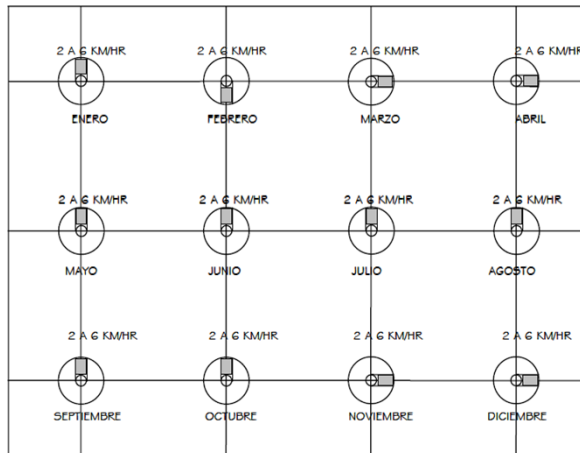 2 A 6 KM/HR 2 A 6 KM/HR 2 A 6 KM/HR 2 A 6 KM/HR
ENERO FEBRERO MARZO ABRIL
2 A 6 KM/HR 2 A 6 KM/HR 2 A 6 KM/HR 2 A 6 KM/HR
MAYO JUNIO JULIO AGOSTO
2 A 6 KM/HR 2 A 6 KM/HR 2 A 6 KM/HR 2 A 6 KM/HR
SEPTIEMBRE OCTUBRE NOVIEMBRE DICIEMBRE